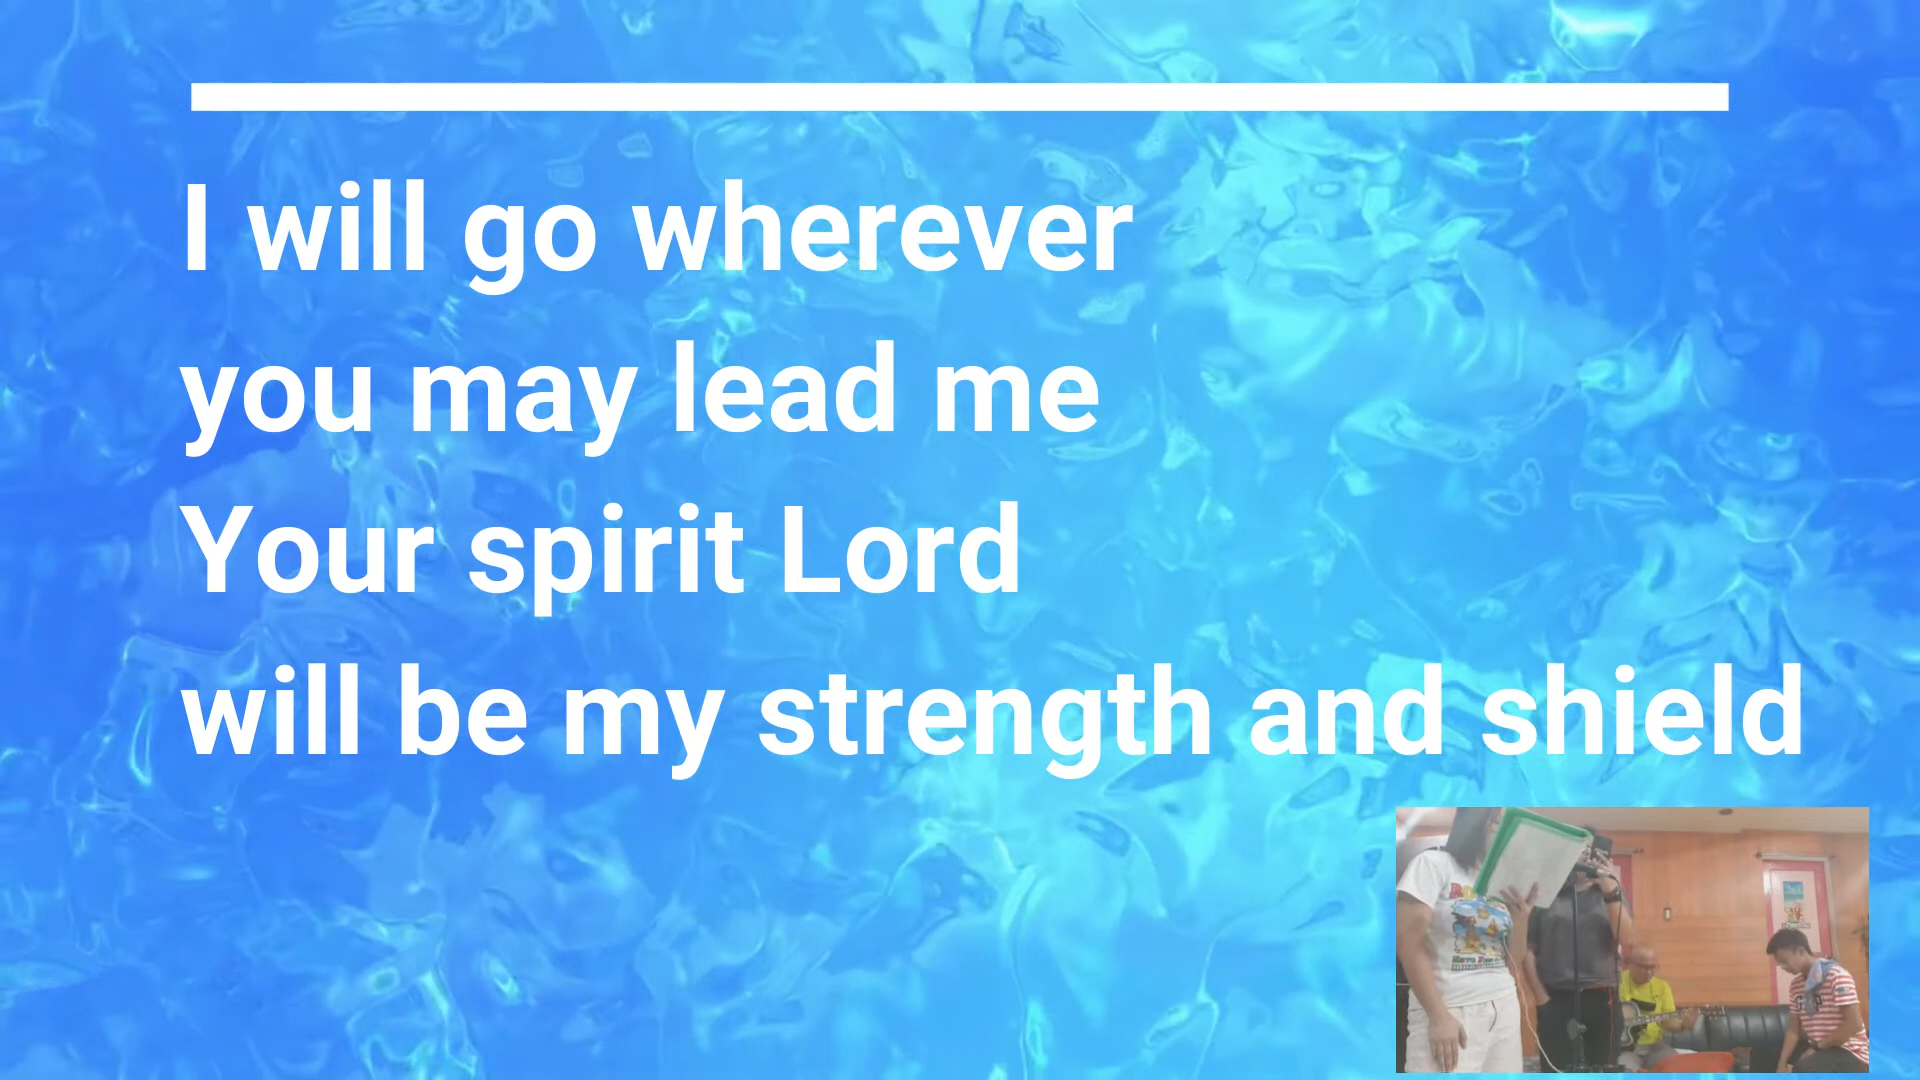 I will go wherever
you may lead me
Your spirit Lord
will be my strength and shield